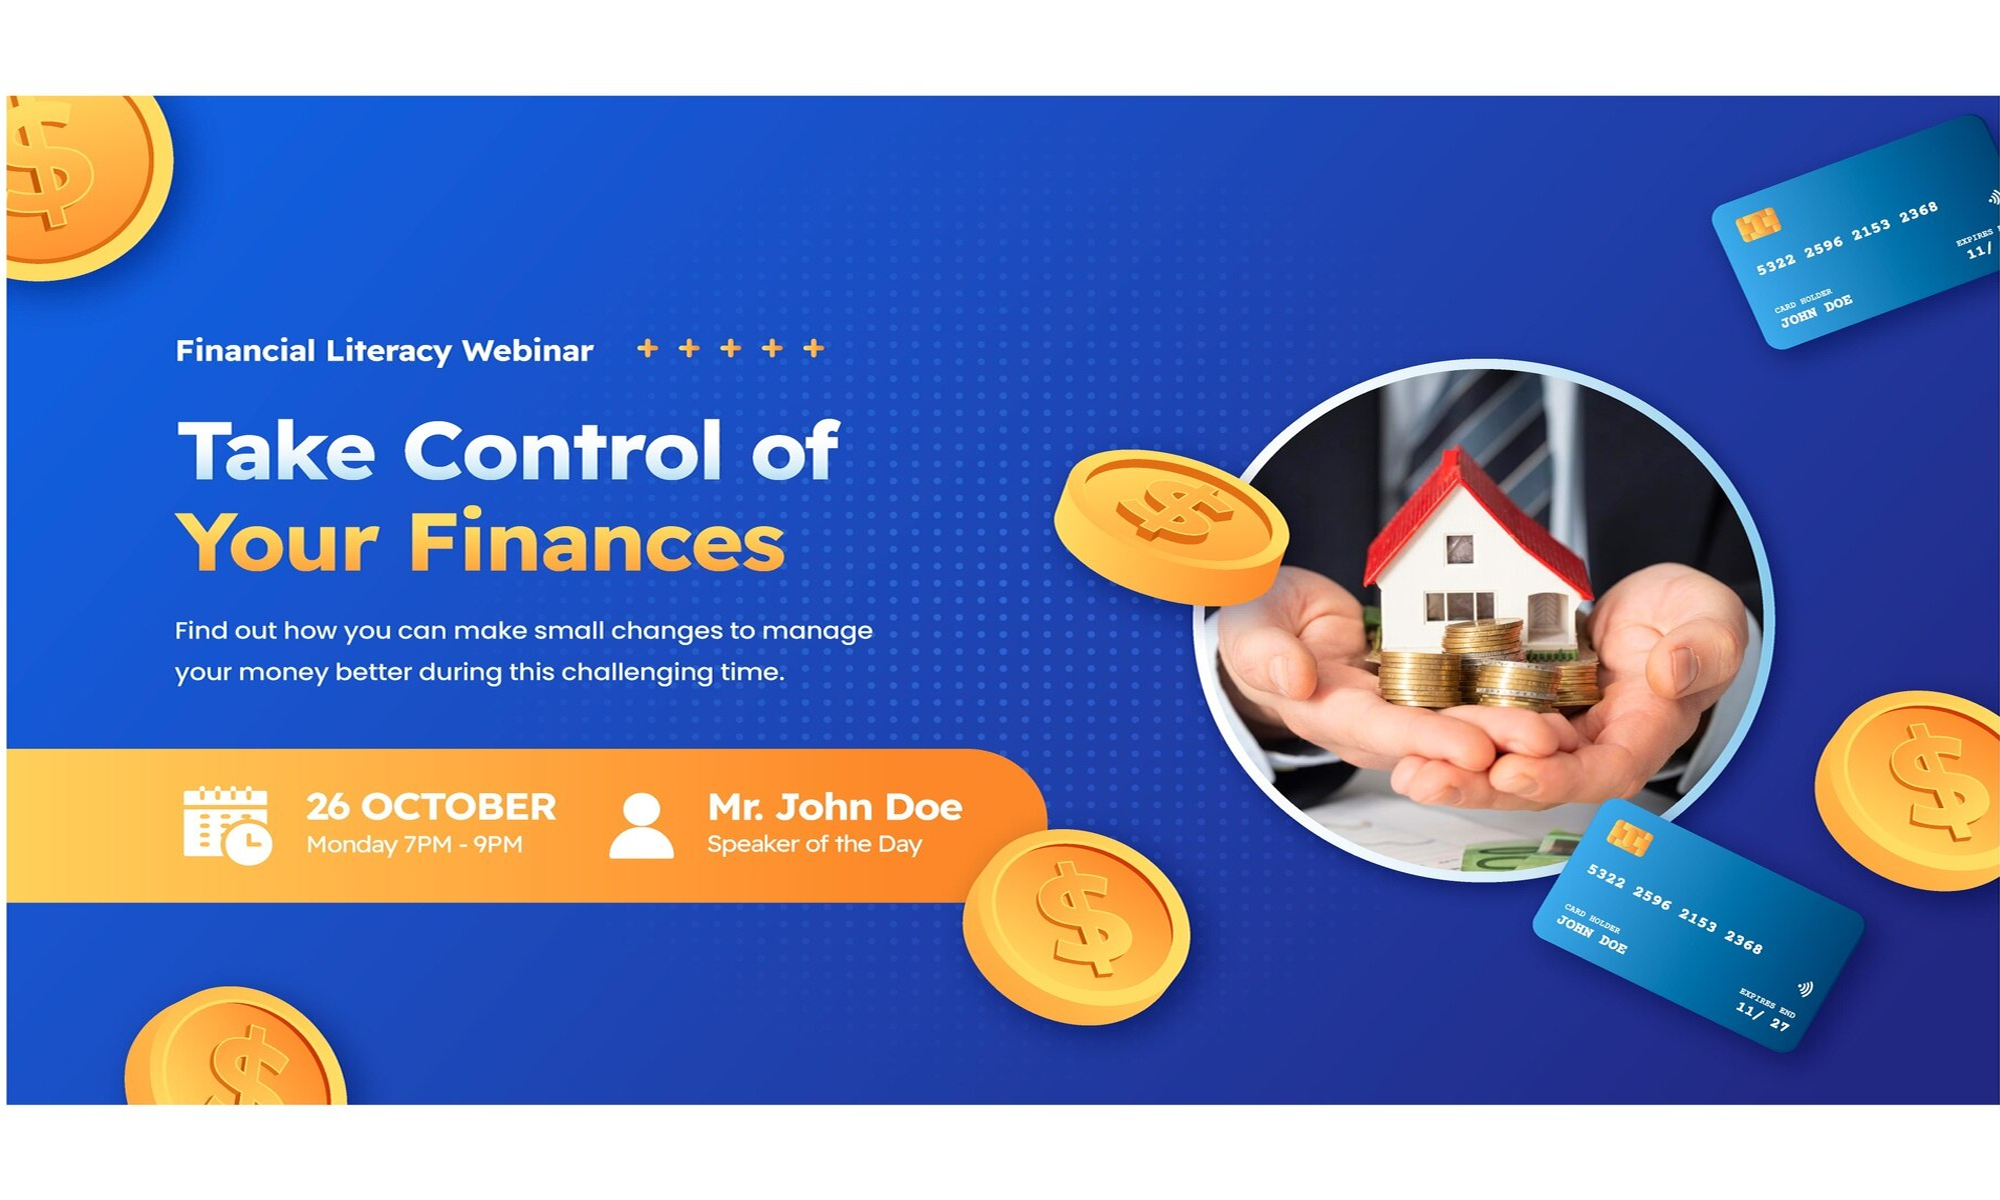 Financial Literacy Webinar
Take Control of
Your Finances
Find out how you can make small changes to manage
your money better during this challenging time.
26 OCTOBER
Monday 7PM - 9PM
Mr. John Doe
Speaker of the Day
5322 2596 2153 2368
EXPIRES
11/
CARD HOLDER
JOHN DOE
5322 2596 2153 2368
CARD HOLDER
JOHN DOE
EXPIRES END
11/ 27